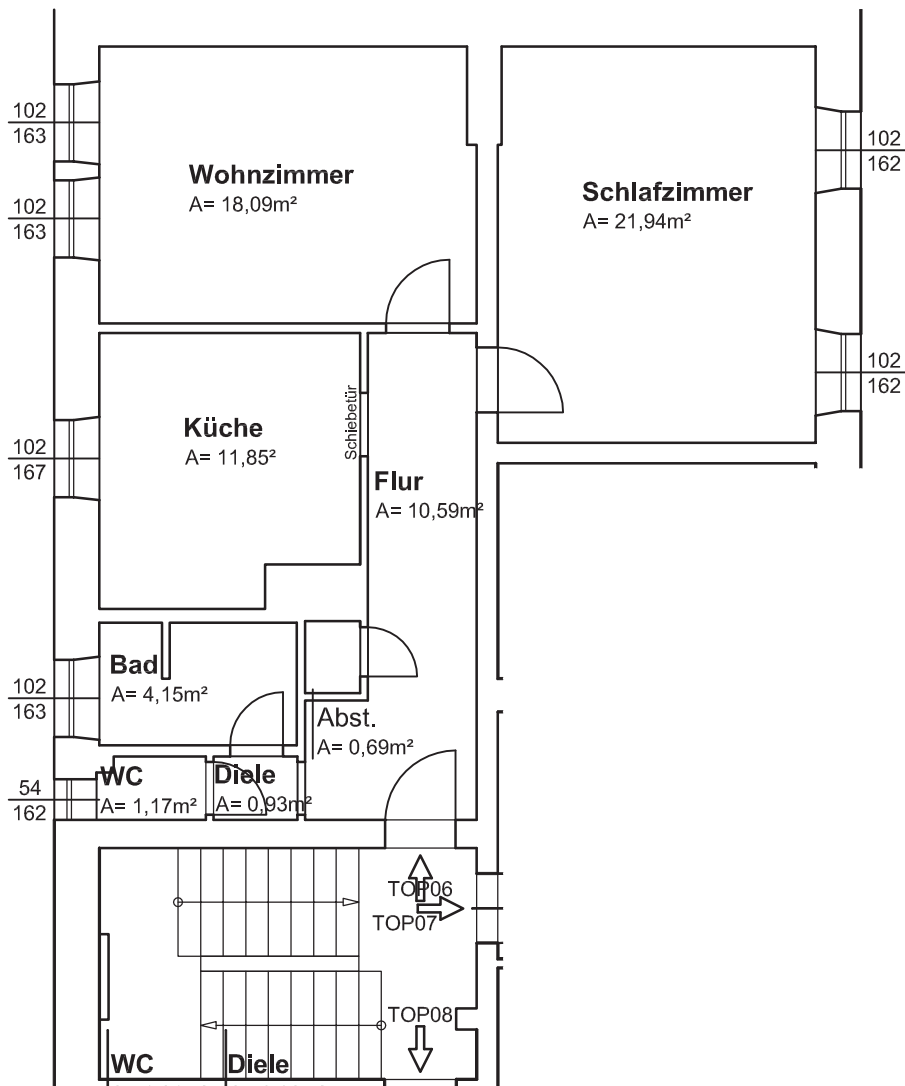 102
163
Wohnzimmer
A= 18,09m²
102
163
102
162
Schlafzimmer
A= 21,94m²
102
162
Küche
A= 11,85²
Schiebetür
102
167
Flur
A= 10,59m²
Bad
A= 4,15m²
102
163
Abst.
A= 0,69m²
WC
A= 1,17m²
Diele
A= 0,93m²
54
162
TOP06
TOP07
TOP08
WC
Diele